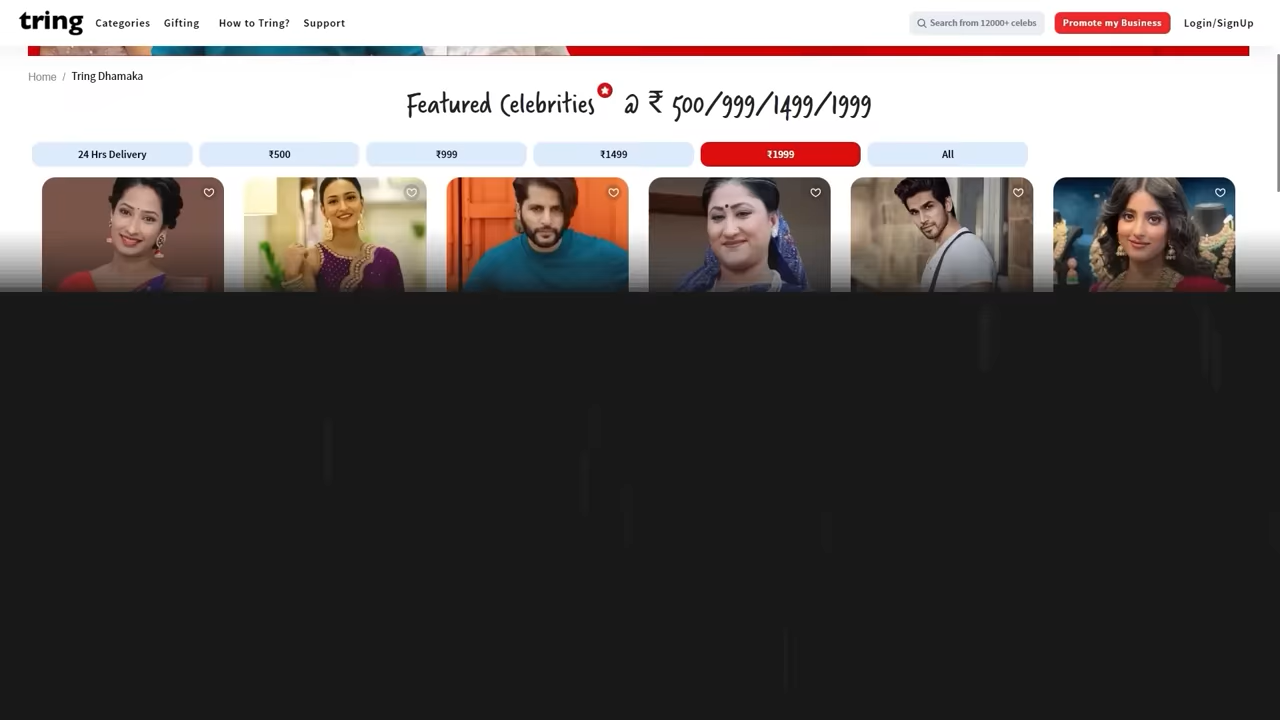 tring Categories Gifting How to Tring? Support Search from 12000+ celebs Promote my Business Login/SignUp
Home / Tring Dhamaka
Featured Celebrities @ ₹ 500/999/1499/1999
24 Hrs Delivery ₹500 ₹999 ₹1499 ₹1999 All